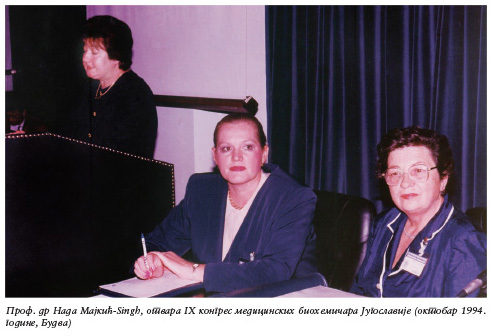 Проф. др Нада Мајкић-Singh, отвара IX конгрес медицинских биохемичара Југославије (октобар 1994.
године, Будва)